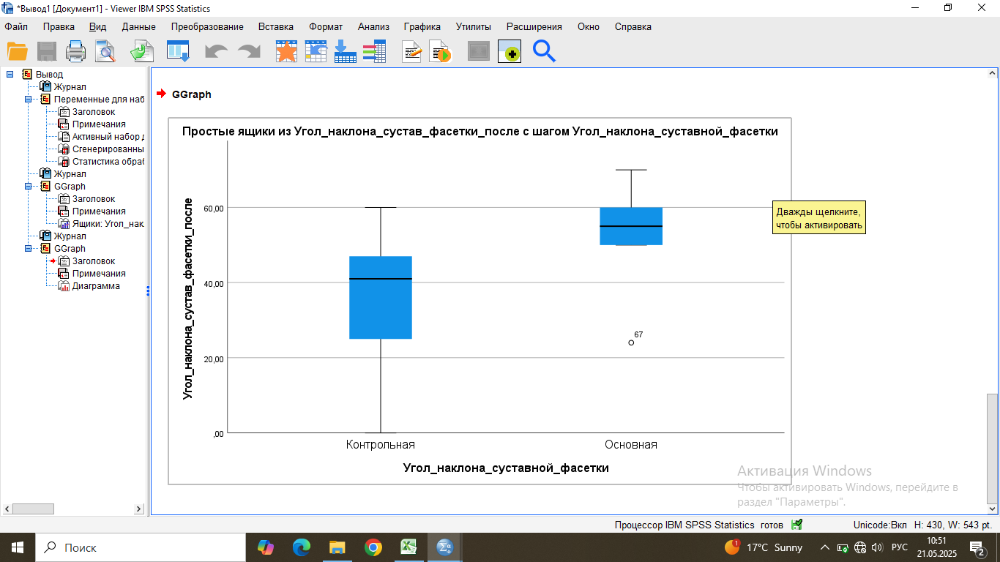 *Вывод1 [Документ1] - Viewer IBM SPSS Statistics
Файл Правка Вид Данные Преобразование Вставка Формат Анализ Графика Утилиты Расширения Окно Справка
Вывод
Журнал
Переменные для наб
Заголовок
Примечания
Активный набор д
Сгенерированны
Статистика обраб
Журнал
GGraph
Заголовок
Примечания
Ящики: Угол_нак
Журнал
GGraph
Заголовок
Примечания
Диаграмма
GGraph
Простые ящики из Угол_наклона_сустав_фасетки_после с шагом Угол_наклона_суставной_фасетки
Угол_наклона_сустав_фасетки_после
60,00
40,00
20,00
,00
67
Контрольная Основная
Угол_наклона_суставной_фасетки
Дважды щелкните,
чтобы активировать
Активация Windows
Чтобы активировать Windows, перейдите в
раздел "Параметры".
Процессор IBM SPSS Statistics готов Unicode:Вкл H: 430, W: 543 pt.
Поиск
17°C Sunny
РУС
10:51
21.05.2025
1
2